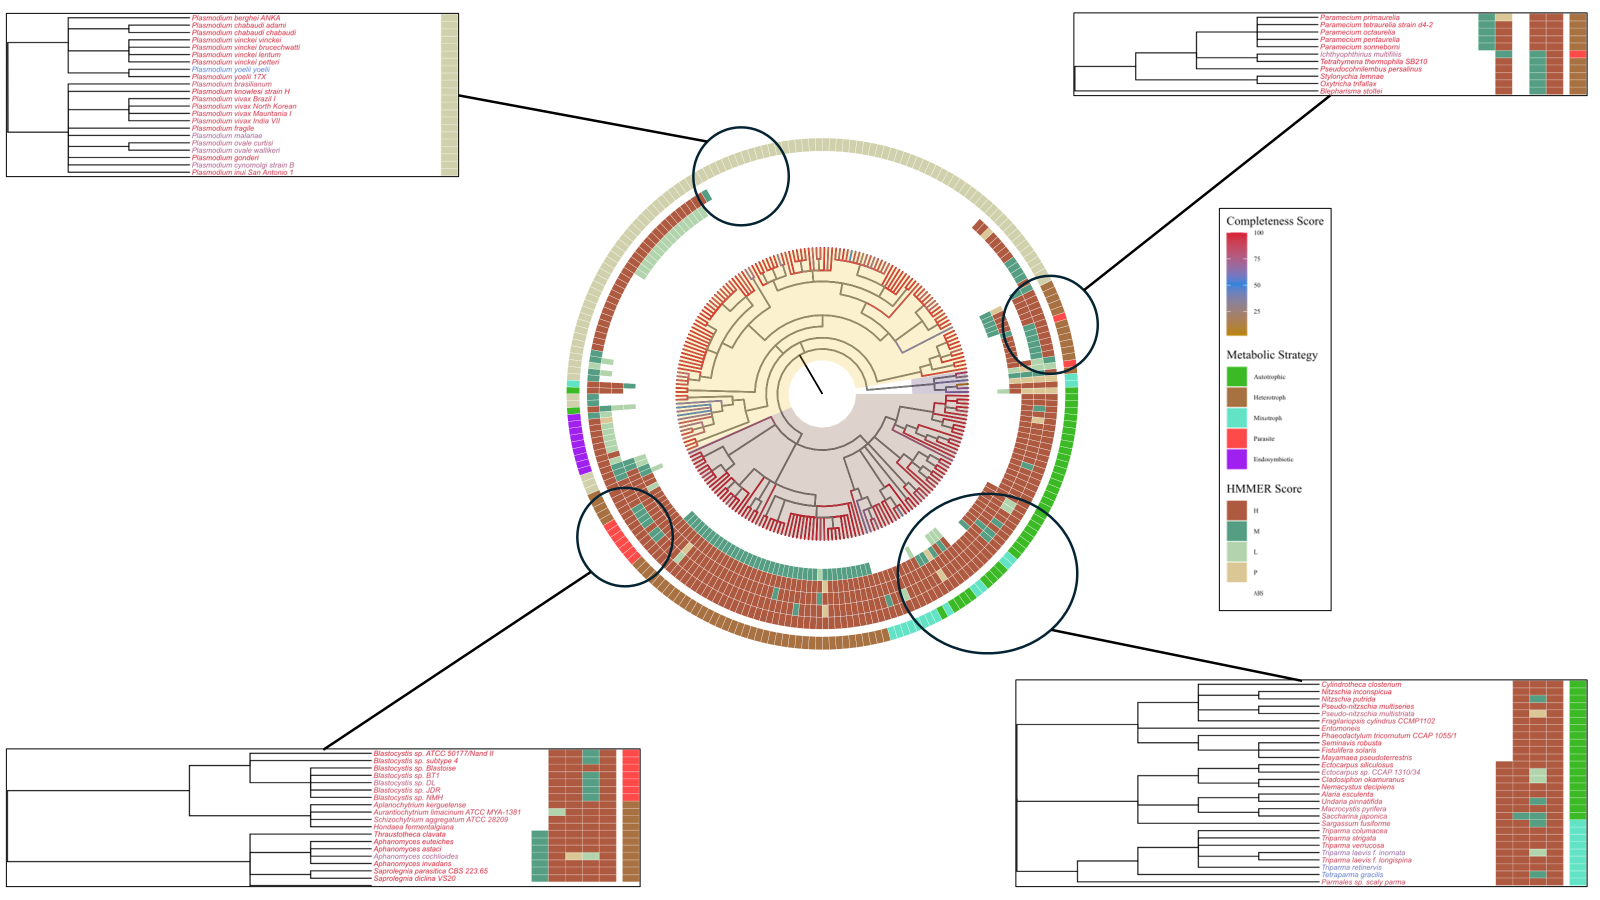 Plasmodium berghei ANKA
Plasmodium chabaudi adami
Plasmodium chabaudi chabaudi
Plasmodium vinckei vinckei
Plasmodium vinckei brucechwatti
Plasmodium vinckei lentum
Plasmodium vinckei petteri
Plasmodium yoelii yoelii
Plasmodium yoelii 17X
Plasmodium brasilianum
Plasmodium knowlesi strain H
Plasmodium vivax Brazil I
Plasmodium vivax North Korean
Plasmodium vivax Mauritania I
Plasmodium vivax India VII
Plasmodium fragile
Plasmodium malariae
Plasmodium ovale curtisi
Plasmodium ovale wallikeri
Plasmodium gonderi
Plasmodium cynomolgi strain B
Plasmodium inui San Antonio 1
Paramecium primaurelia
Paramecium tetraurelia strain d4-2
Paramecium octaurelia
Paramecium pentaurelia
Paramecium sonneborni
Ichthyophthirius multifiliis
Tetrahymena thermophila SB210
Pseudocohnilembus persalinus
Stylonychia lemnae
Oxytricha trifallax
Blepharisma stoltei
Completeness Score
100
75
50
25
Metabolic Strategy
Autotrophic
Heterotroph
Mixotroph
Parasite
Endosymbiotic
HMMER Score
H
M
L
P
ABS
Blastocystis sp. ATCC 50177/Nand II
Blastocystis sp. subtype 4
Blastocystis sp. Blastoise
Blastocystis sp. BT1
Blastocystis sp. DL
Blastocystis sp. JDR
Blastocystis sp. NMH
Aplanochytrium kerguelense
Aurantiochytrium limacinum ATCC MYA-1381
Schizochytrium aggregatum ATCC 28209
Hondaea fermentalgiana
Thraustotheca clavata
Aphanomyces euteiches
Aphanomyces astaci
Aphanomyces cochlioides
Aphanomyces invadans
Saprolegnia parasitica CBS 223.65
Saprolegnia diclina VS20
Cylindrotheca closterium
Nitzschia inconspicua
Nitzschia putrida
Pseudo-nitzschia multiseries
Pseudo-nitzschia multistriata
Fragilariopsis cylindrus CCMP1102
Entomoneis
Phaeodactylum tricornutum CCAP 1055/1
Seminavis robusta
Fistulifera solaris
Mayamaea pseudoterrestris
Ectocarpus siliculosus
Ectocarpus sp. CCAP 1310/34
Cladosiphon okamuranus
Nemacystus decipiens
Alaria esculenta
Undaria pinnatifida
Macrocystis pyrifera
Saccharina japonica
Sargassum fusiforme
Triparma columacea
Triparma strigata
Triparma verrucosa
Triparma laevis f. inornata
Triparma laevis f. longispina
Triparma retinervis
Tetraparma gracilis
Parmales sp. scaly parma